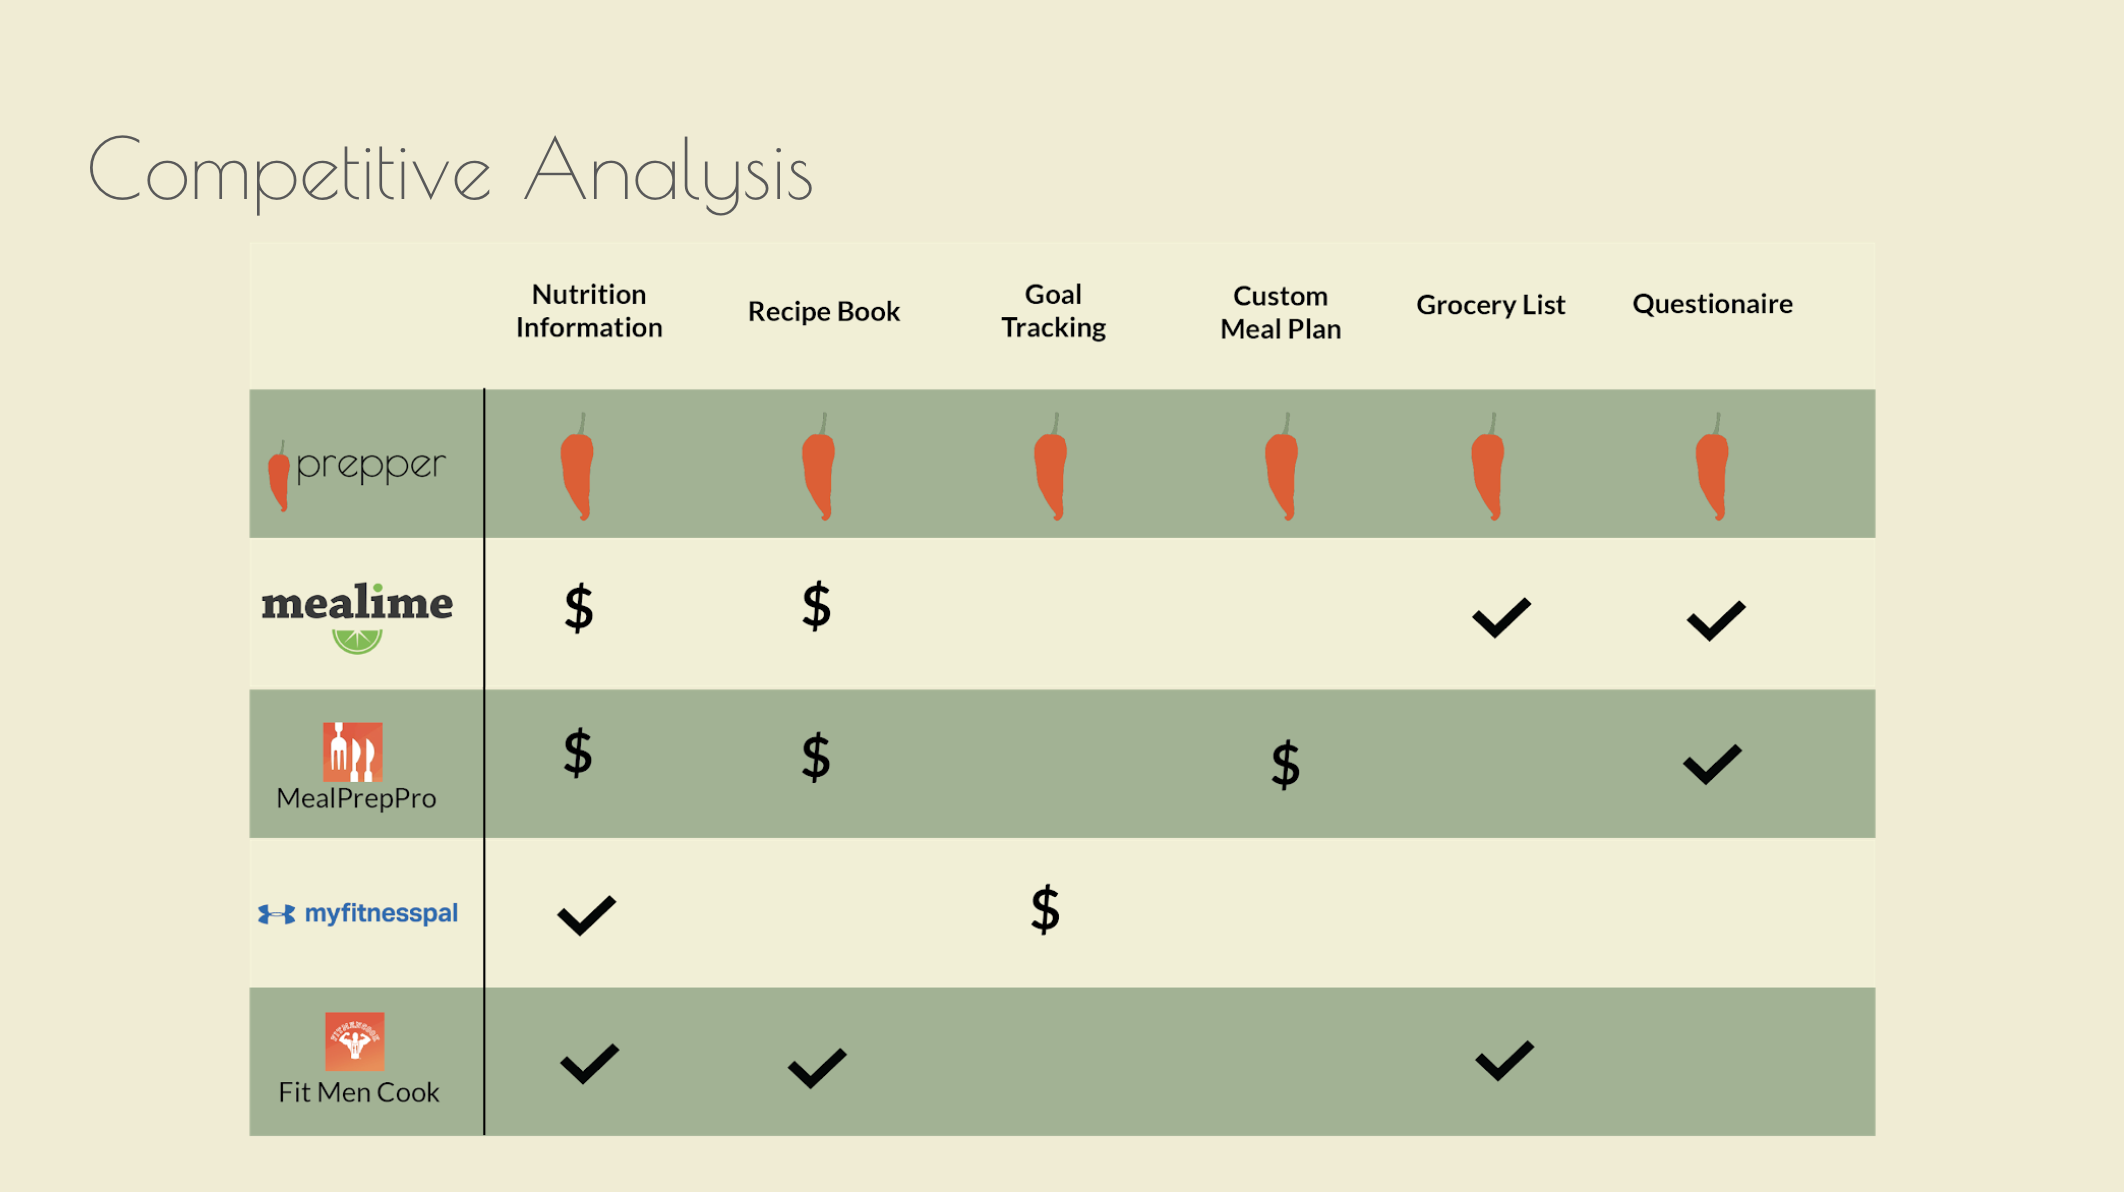 Competitive Analysis
Nutrition
Information
Recipe Book
Goal
Tracking
Custom
Meal Plan
Grocery List
Questionaire
prepper
mealime
$ $
MealPrepPro
$ $ $
myfitnesspal
$
FITMENCOOK
Fit Men Cook